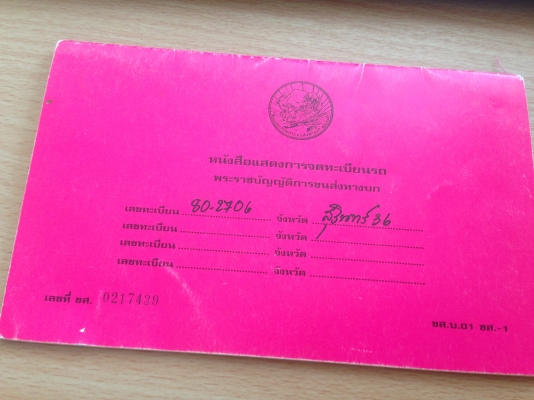 หนังสือแสดงการจดทะเบียนรถ
พระราชบัญญัติการขนส่งทางบก
เลขทะเบียน 80-2706 จังหวัด สุรินทร์ 36
เลขทะเบียน จังหวัด
เลขทะเบียน จังหวัด
เลขทะเบียน จังหวัด
เลขที่ ขส. 0217439 ขส.บ.01 ขส.-1